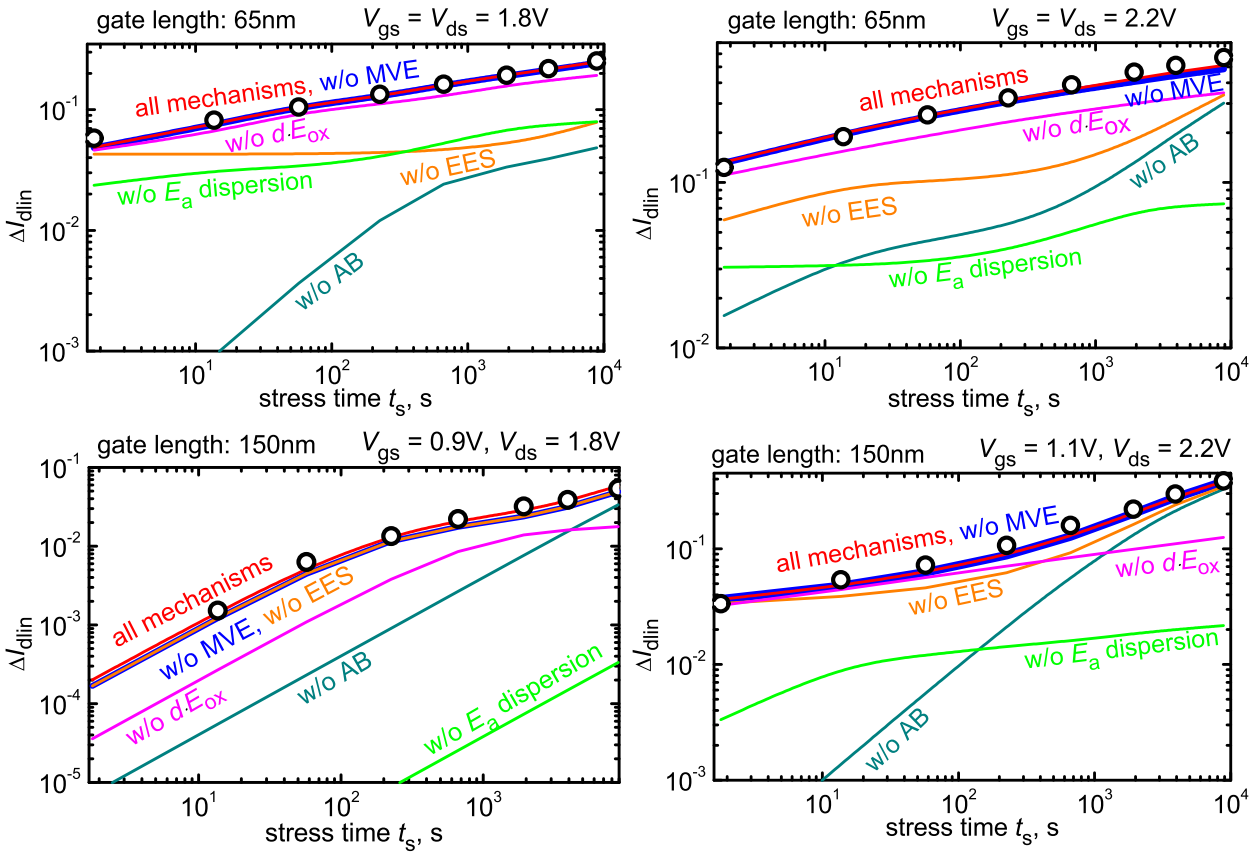 gate length: 65nm V_gs = V_ds = 1.8V
10^-1
10^-2
10^-3
ΔI_dlin
all mechanisms, w/o MVE
w/o d.E_ox
w/o EES
w/o E_a dispersion
w/o AB
10^1 10^2 10^3 10^4
stress time t_s, s
gate length: 65nm V_gs = V_ds = 2.2V
10^-1
10^-2
ΔI_dlin
all mechanisms
w/o MVE
w/o d.E_ox
w/o AB
w/o EES
w/o E_a dispersion
10^1 10^2 10^3 10^4
stress time t_s, s
gate length: 150nm V_gs = 0.9V, V_ds = 1.8V
10^-1
10^-2
10^-3
10^-4
10^-5
ΔI_dlin
all mechanisms
w/o MVE, w/o EES
w/o d.E_ox
w/o AB
w/o E_a dispersion
10^1 10^2 10^3
stress time t_s, s
gate length: 150nm V_gs = 1.1V, V_ds = 2.2V
10^-1
10^-2
10^-3
ΔI_dlin
all mechanisms, w/o MVE
w/o d.E_ox
w/o EES
w/o E_a dispersion
w/o AB
10^1 10^2 10^3 10^4
stress time t_s, s